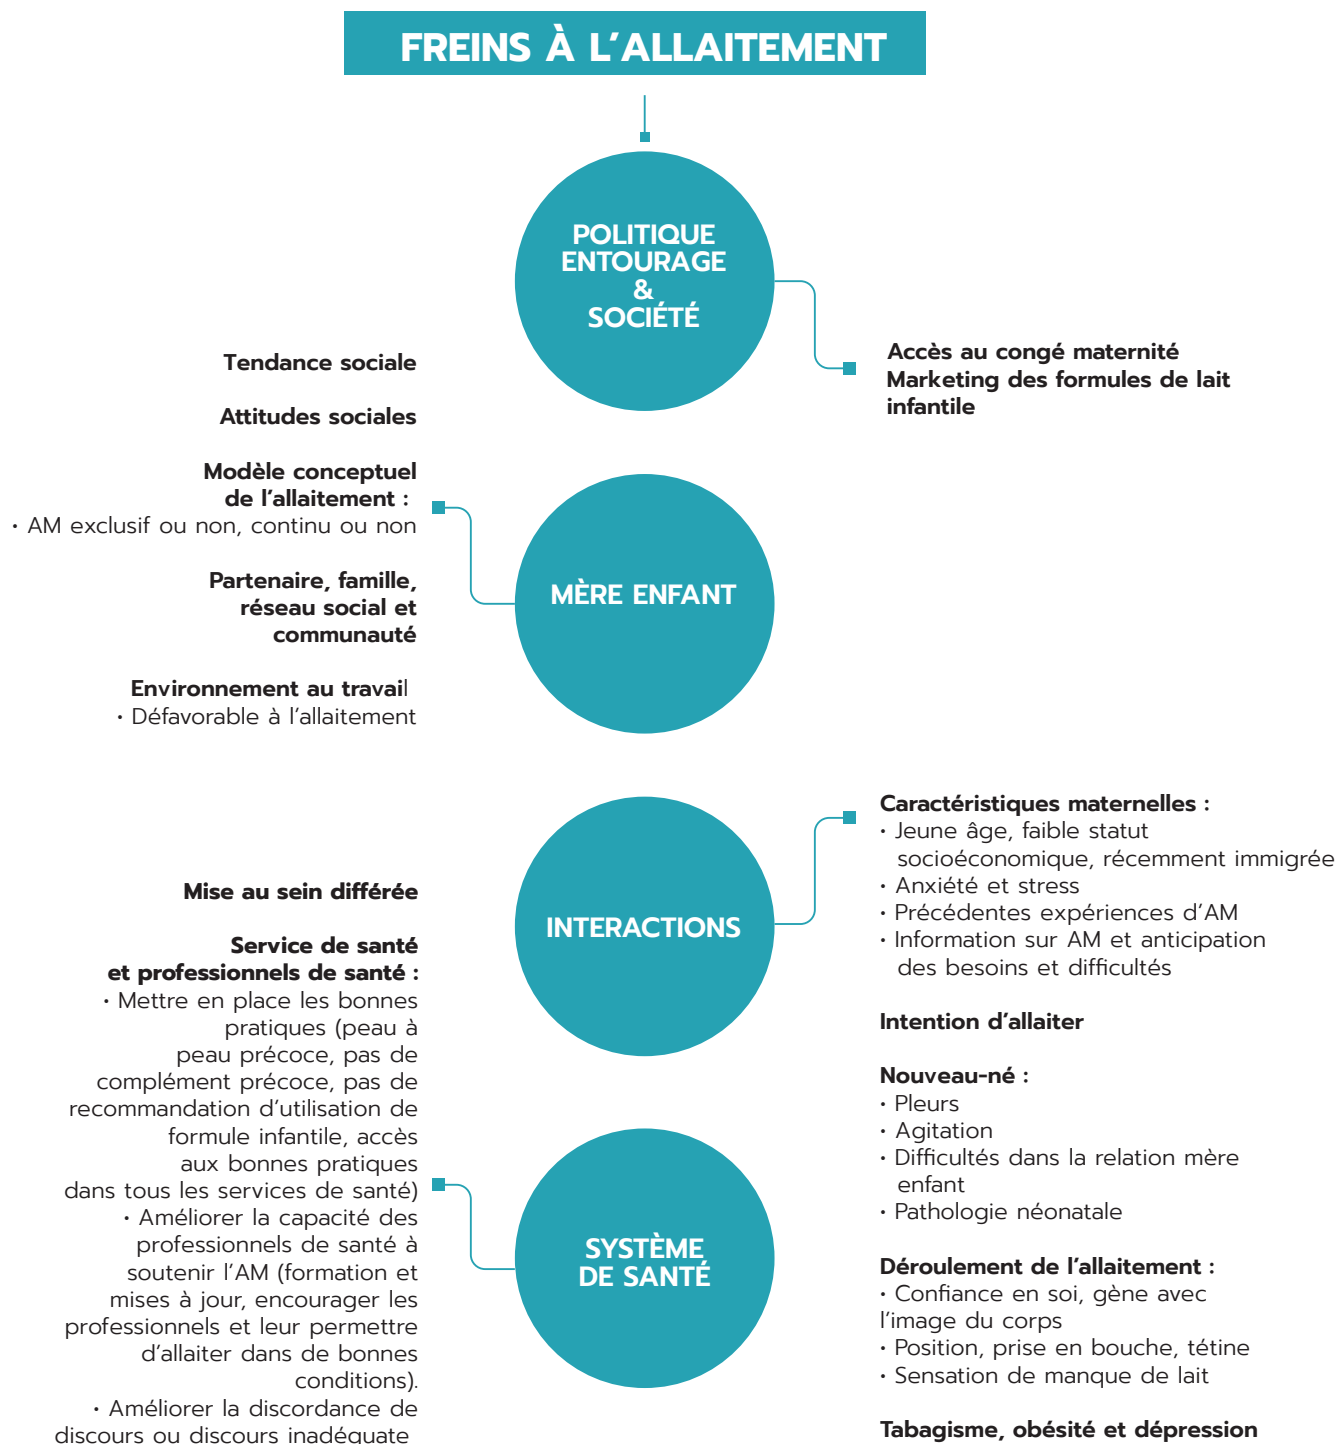 FREINS À L'ALLAITEMENT
POLITIQUE
ENTOURAGE
&
SOCIÉTÉ
Accès au congé maternité
Marketing des formules de lait
infantile
Tendance sociale
Attitudes sociales
Modèle conceptuel
de l'allaitement :
• AM exclusif ou non, continu ou non
Partenaire, famille,
réseau social et
communauté
Environnement au travail
• Défavorable à l'allaitement
MÈRE ENFANT
INTERACTIONS
Caractéristiques maternelles :
• Jeune âge, faible statut
socioéconomique, récemment immigrée
• Anxiété et stress
• Précédentes expériences d'AM
• Information sur AM et anticipation
des besoins et difficultés
Intention d'allaiter
Nouveau-né :
• Pleurs
• Agitation
• Difficultés dans la relation mère
enfant
• Pathologie néonatale
Déroulement de l'allaitement :
• Confiance en soi, gène avec
l'image du corps
• Position, prise en bouche, tétine
• Sensation de manque de lait
Tabagisme, obésité et dépression
Mise au sein différée
Service de santé
et professionnels de santé :
• Mettre en place les bonnes
pratiques (peau à
peau précoce, pas de
complément précoce, pas de
recommandation d'utilisation de
formule infantile, accès
aux bonnes pratiques
dans tous les services de santé)
• Améliorer la capacité des
professionnels de santé à
soutenir l'AM (formation et
mises à jour, encourager les
professionnels et leur permettre
d'allaiter dans de bonnes
conditions).
• Améliorer la discordance de
discours ou discours inadéquate
SYSTÈME
DE SANTÉ